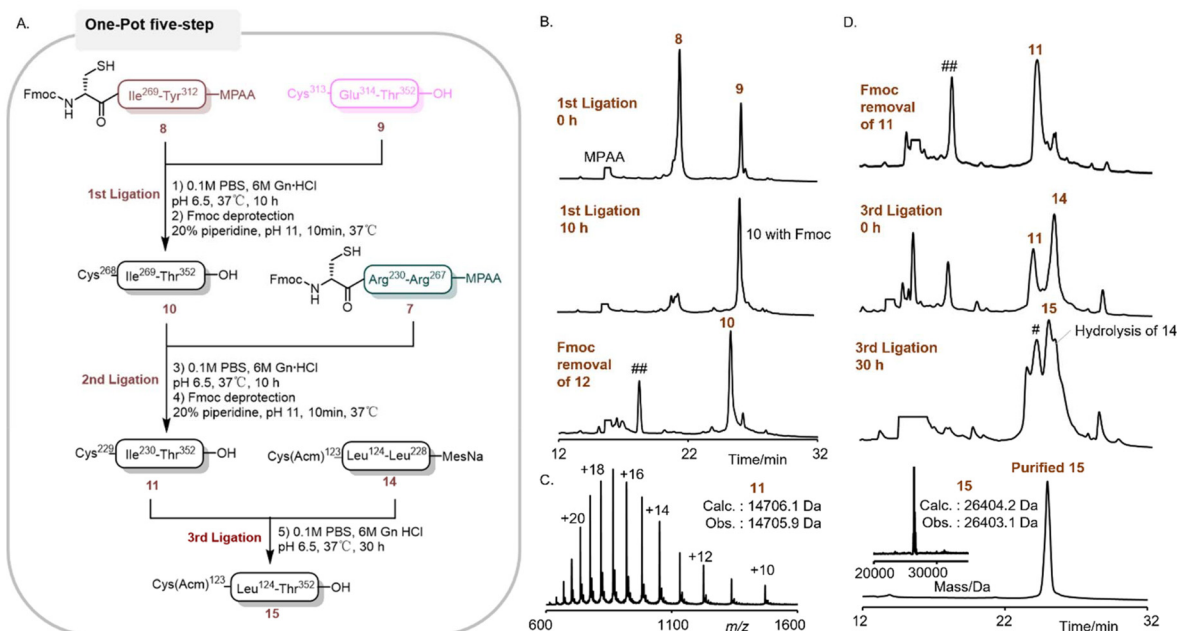 A.
One-Pot five-step
SH
Fmoc
N
H
O
Ile269-Tyr312
MPAA
8
Cys313
Glu314-Thr352
OH
9
1st Ligation
1) 0.1M PBS, 6M Gn·HCl
pH 6.5, 37℃, 10 h
2) Fmoc deprotection
20% piperidine, pH 11, 10min, 37℃
Cys268
Ile269-Thr352
OH
10
SH
Fmoc
N
H
O
Arg230-Arg267
MPAA
7
2nd Ligation
3) 0.1M PBS, 6M Gn·HCl
pH 6.5, 37℃, 10 h
4) Fmoc deprotection
20% piperidine, pH 11, 10min, 37℃
Cys229
Ile230-Thr352
OH
11
Cys(Acm)123
Leu124-Leu228
MesNa
14
3rd Ligation
5) 0.1M PBS, 6M Gn HCl
pH 6.5, 37℃, 30 h
Cys(Acm)123
Leu124-Thr352
OH
15
B.
8
1st Ligation
0 h
9
MPAA
1st Ligation
10 h
10 with Fmoc
Fmoc
removal
of 12
##
10
12 22 32
Time/min
C.
+20
+18
+16
+14
+12
+10
11
Calc. : 14706.1 Da
Obs. : 14705.9 Da
600 1100 m/z 1600
D.
Fmoc
removal
of 11
##
11
3rd Ligation
0 h
11
14
3rd Ligation
30 h
#
15
Hydrolysis of 14
Purified 15
15
Calc. : 26404.2 Da
Obs. : 26403.1 Da
20000 30000
Mass/Da
12 22 32
Time/min